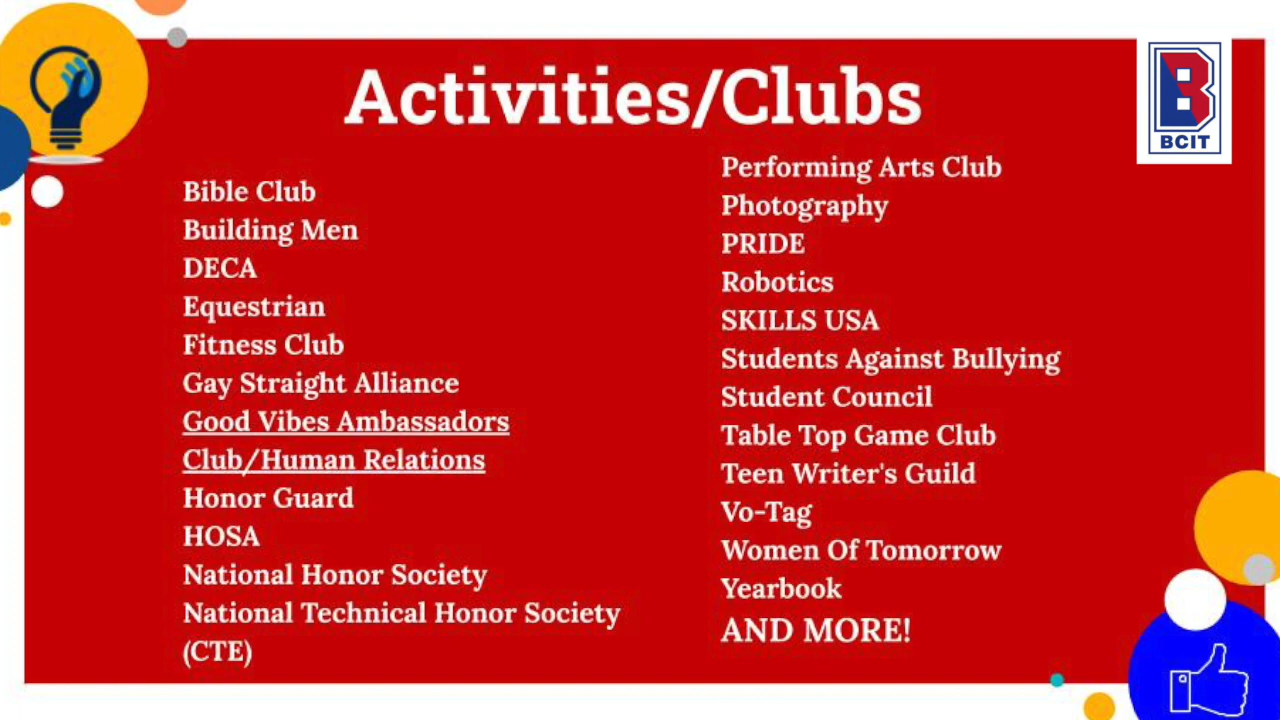 Activities/Clubs
BCIT
Bible Club
Building Men
DECA
Equestrian
Fitness Club
Gay Straight Alliance
Good Vibes Ambassadors
Club/Human Relations
Honor Guard
HOSA
National Honor Society
National Technical Honor Society
(CTE)
Performing Arts Club
Photography
PRIDE
Robotics
SKILLS USA
Students Against Bullying
Student Council
Table Top Game Club
Teen Writer's Guild
Vo-Tag
Women Of Tomorrow
Yearbook
AND MORE!